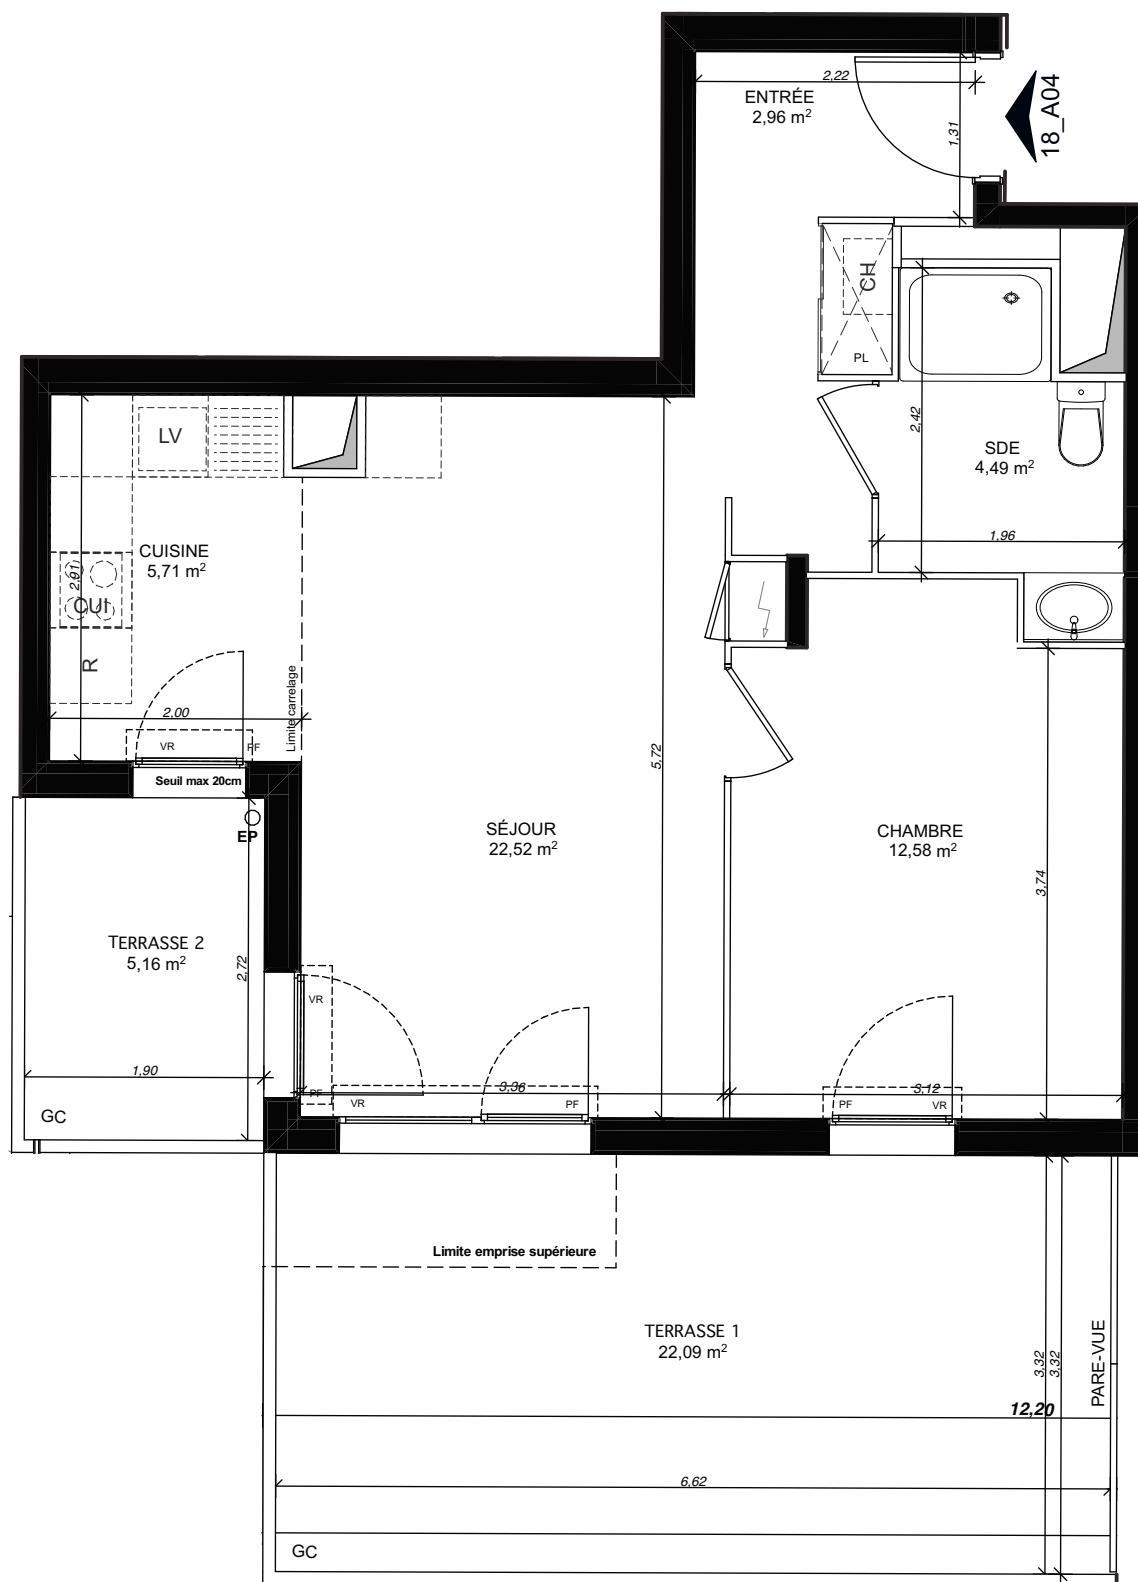 2,22
ENTRÉE
2,96 m²
1,31
18_A04
CH
PL
2,42
SDE
4,49 m²
1,96
LV
CUISINE
5,71 m²
2,91
CUI
R
2,00
Limite carrelage
VR
PF
Seuil max 20cm
EP
5,72
SÉJOUR
22,52 m²
CHAMBRE
12,58 m²
3,74
TERRASSE 2
5,16 m²
2,72
1,90
GC
VR
PF
3,36
VR
PF
3,12
PF
VR
Limite emprise supérieure
TERRASSE 1
22,09 m²
3,32
3,32
PARE-VUE
12,20
6,62
GC